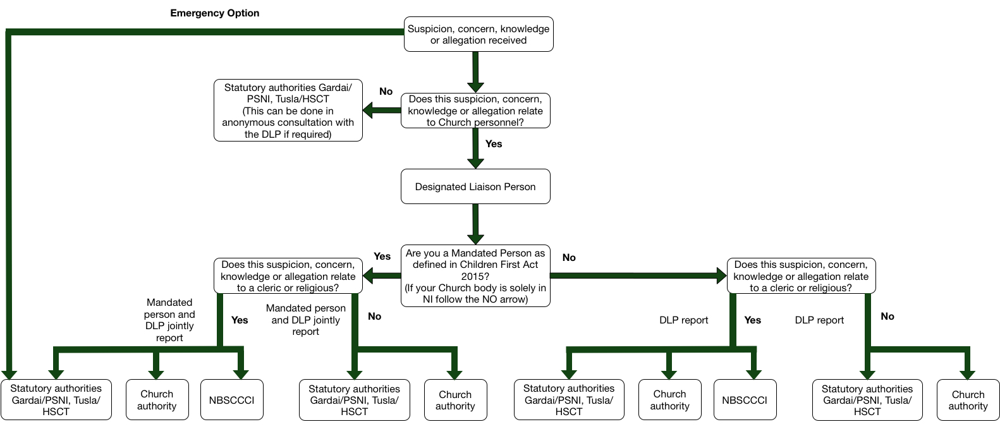 Emergency Option
Suspicion, concern, knowledge
or allegation received
Statutory authorities Gardai/
PSNI, Tusla/HSCT
(This can be done in
anonymous consultation with
the DLP if required)
No
Does this suspicion, concern,
knowledge or allegation relate
to Church personnel?
Yes
Designated Liaison Person
Are you a Mandated Person as
defined in Children First Act
2015?
(If your Church body is solely in
NI follow the NO arrow)
Yes
No
Does this suspicion, concern,
knowledge or allegation relate
to a cleric or religious?
Does this suspicion, concern,
knowledge or allegation relate
to a cleric or religious?
Mandated
person and
DLP jointly
report
Yes
Mandated person
and DLP jointly
report
No
DLP report
Yes
DLP report
No
Statutory authorities
Gardai/PSNI, Tusla/
HSCT
Church
authority
NBSCCCI
Statutory authorities
Gardai/PSNI, Tusla/
HSCT
Church
authority
Statutory authorities
Gardai/PSNI, Tusla/
HSCT
Church
authority
NBSCCCI
Statutory authorities
Gardai/PSNI, Tusla/
HSCT
Church
authority